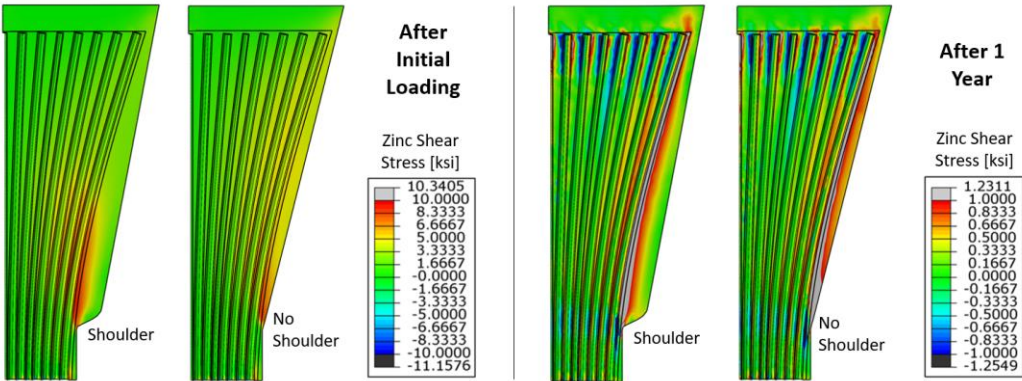 After
Initial
Loading
Zinc Shear
Stress [ksi]
10.3405
10.0000
8.3333
6.6667
5.0000
3.3333
1.6667
-0.0000
-1.6667
-3.3333
-5.0000
-6.6667
-8.3333
-10.0000
-11.1576
Shoulder
No
Shoulder
After 1
Year
Zinc Shear
Stress [ksi]
1.2311
1.0000
0.8333
0.6667
0.5000
0.3333
0.1667
0.0000
-0.1667
-0.3333
-0.5000
-0.6667
-0.8333
-1.0000
-1.2549
Shoulder
No
Shoulder